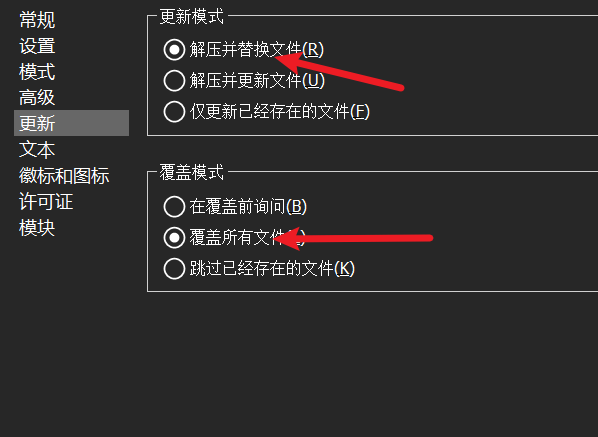 常规
设置
模式
高级
更新
文本
徽标和图标
许可证
模块
更新模式
解压并替换文件(R)
解压并更新文件(U)
仅更新已经存在的文件(F)
覆盖模式
在覆盖前询问(B)
覆盖所有文件
跳过已经存在的文件(K)